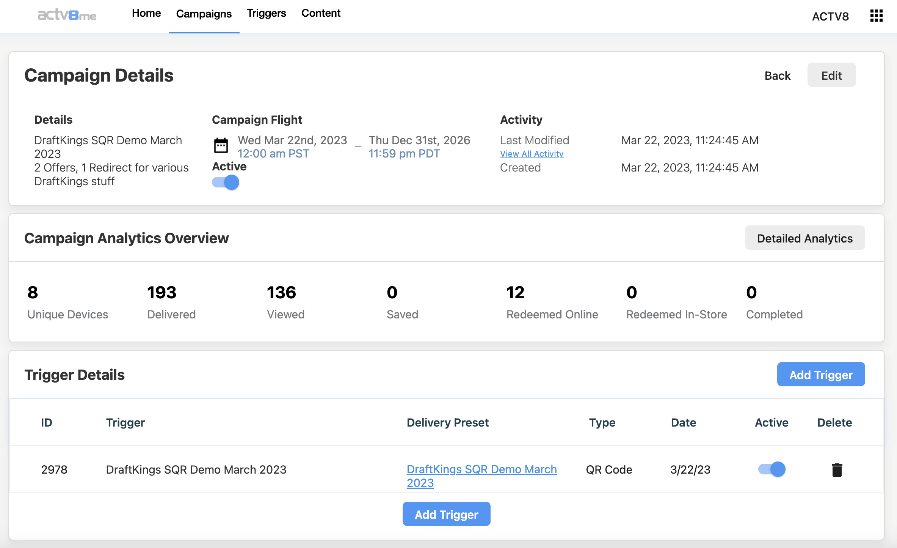 actv8me Home Campaigns Triggers Content ACTV8
Campaign Details Back Edit
Details Campaign Flight Activity
DraftKings SQR Demo March Wed Mar 22nd, 2023 – Thu Dec 31st, 2026 Last Modified Mar 22, 2023, 11:24:45 AM
2023 12:00 am PST 11:59 pm PDT View All Activity
2 Offers, 1 Redirect for various Active Created Mar 22, 2023, 11:24:45 AM
DraftKings stuff
Campaign Analytics Overview Detailed Analytics
8 193 136 0 12 0 0
Unique Devices Delivered Viewed Saved Redeemed Online Redeemed In-Store Completed
Trigger Details Add Trigger
ID Trigger Delivery Preset Type Date Active Delete
2978 DraftKings SQR Demo March 2023 DraftKings SQR Demo March QR Code 3/22/23
2023
Add Trigger